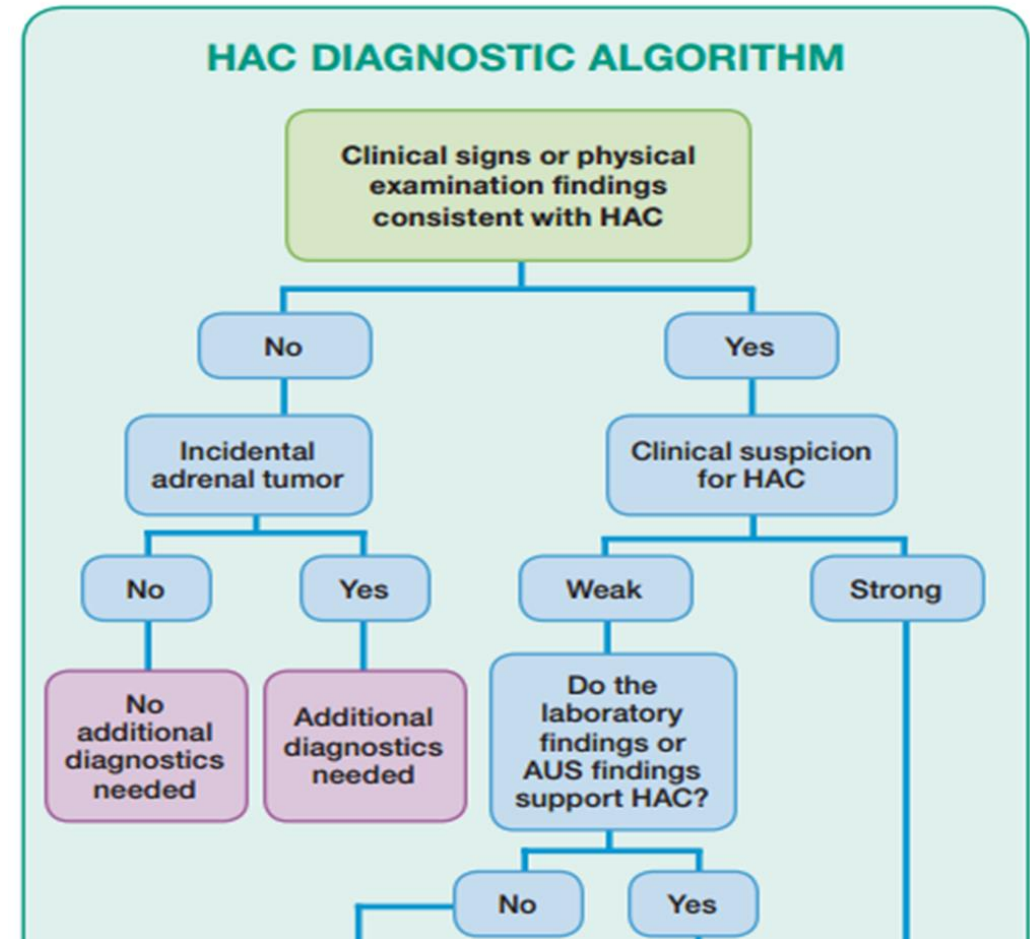 HAC DIAGNOSTIC ALGORITHM
Clinical signs or physical
examination findings
consistent with HAC
No
Yes
Incidental
adrenal tumor
Clinical suspicion
for HAC
No
Yes
Weak
Strong
No
additional
diagnostics
needed
Additional
diagnostics
needed
Do the
laboratory
findings or
AUS findings
support HAC?
No
Yes